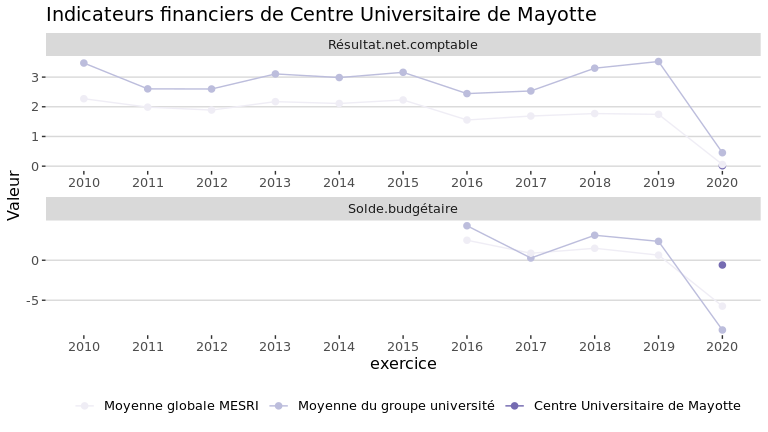 Indicateurs financiers de Centre Universitaire de Mayotte
Résultat.net.comptable
3
2
1
0
2010 2011 2012 2013 2014 2015 2016 2017 2018 2019 2020
Valeur
Solde.budgétaire
0
-5
2010 2011 2012 2013 2014 2015 2016 2017 2018 2019 2020
exercice
Moyenne globale MESRI Moyenne du groupe université Centre Universitaire de Mayotte